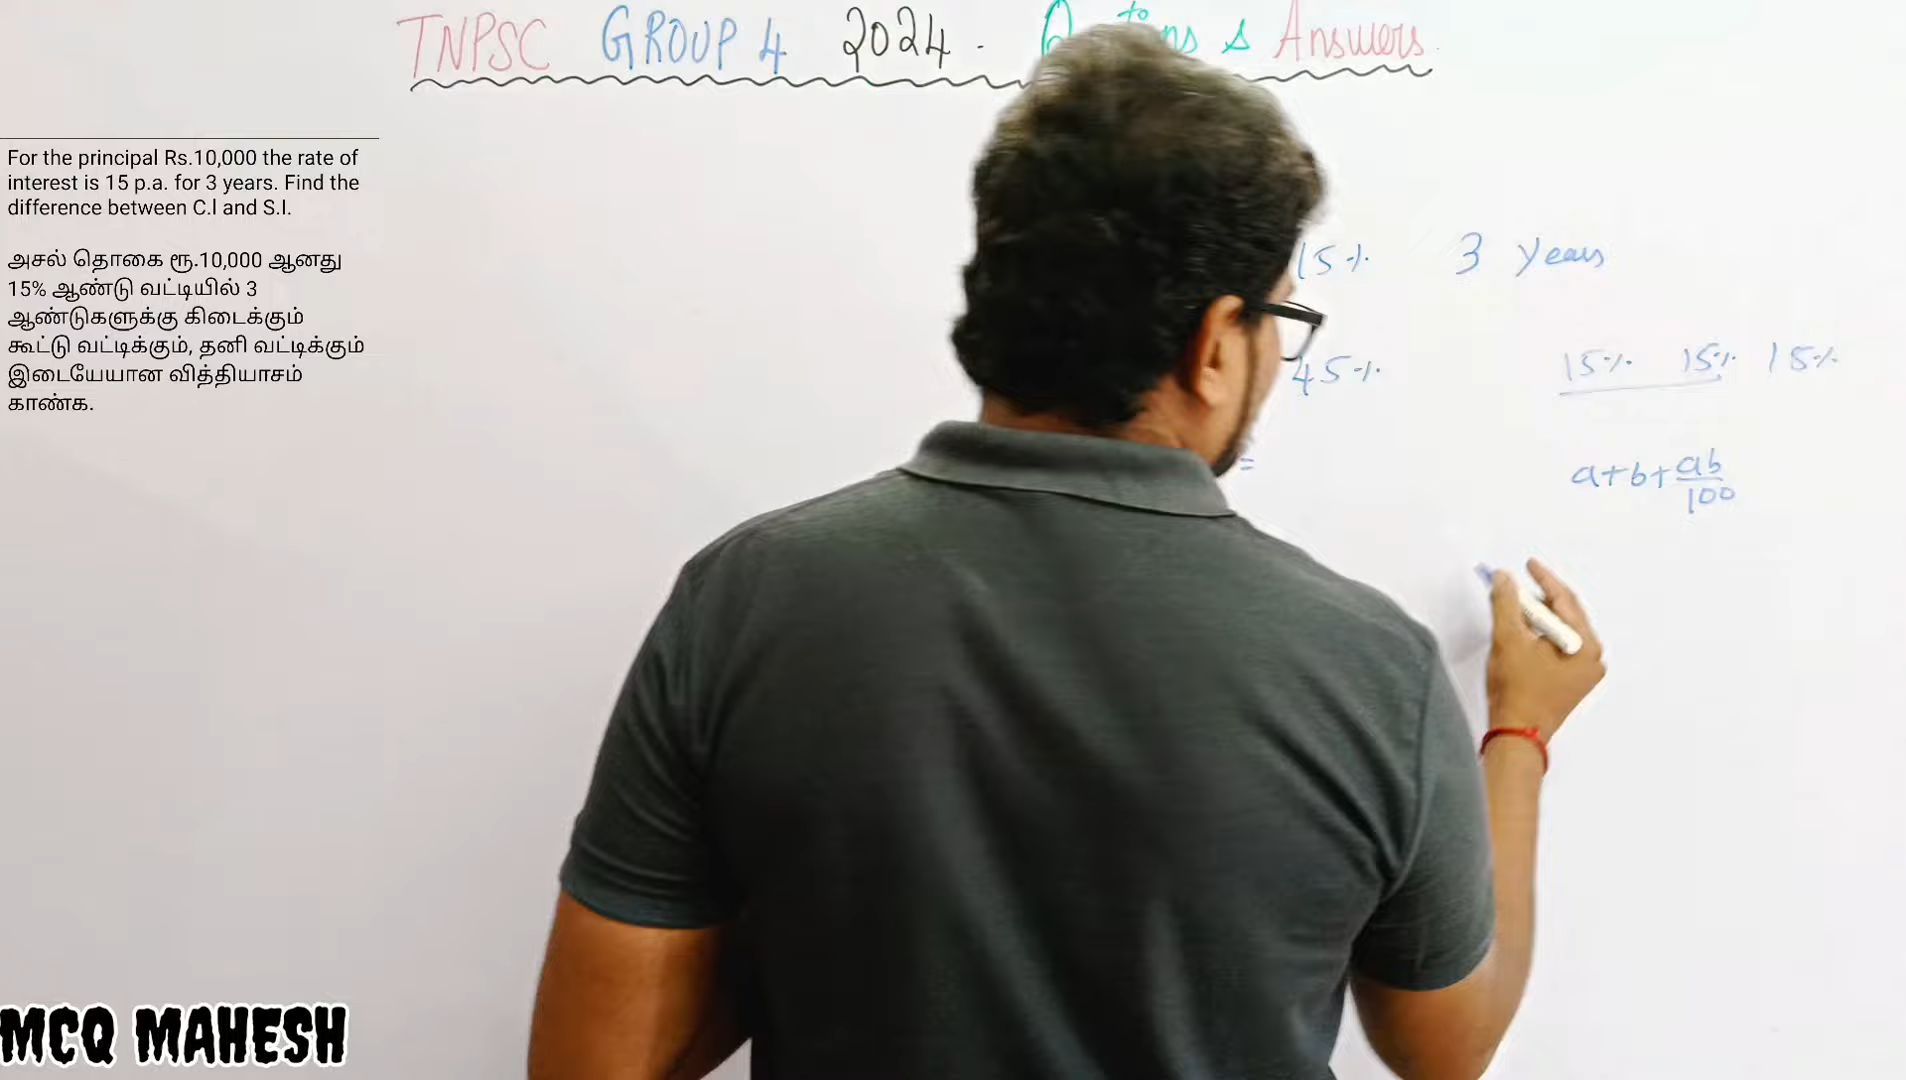 TNPSC GROUP 4 2024 - & Answers.
For the principal Rs.10,000 the rate of
interest is 15 p.a. for 3 years. Find the
difference between C.I and S.I.
அசல் தொகை ரூ.10,000 ஆனது
15% ஆண்டு வட்டியில் 3
ஆண்டுகளுக்கு கிடைக்கும்
கூட்டு வட்டிக்கும், தனி வட்டிக்கும்
இடையேயான வித்தியாசம்
காண்க.
15% 3 years
45% 15% 15% 15%
=
a+b+ab/100
MCQ MAHESH